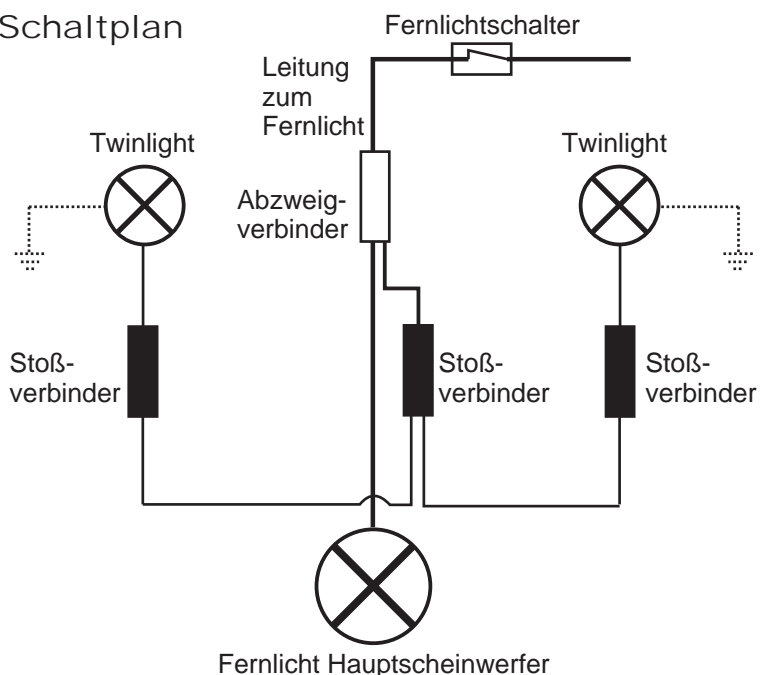 Schaltplan
Fernlichtschalter
Leitung
zum
Fernlicht
Twinlight
Twinlight
Abzweig-
verbinder
Stoß-
verbinder
Stoß-
verbinder
Stoß-
verbinder
Fernlicht Hauptscheinwerfer